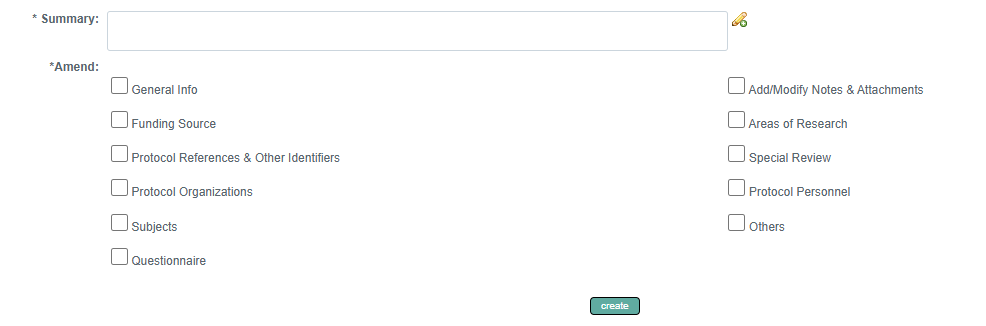 * Summary:
*Amend:
General Info
Add/Modify Notes & Attachments
Funding Source
Areas of Research
Protocol References & Other Identifiers
Special Review
Protocol Organizations
Protocol Personnel
Subjects
Others
Questionnaire
create